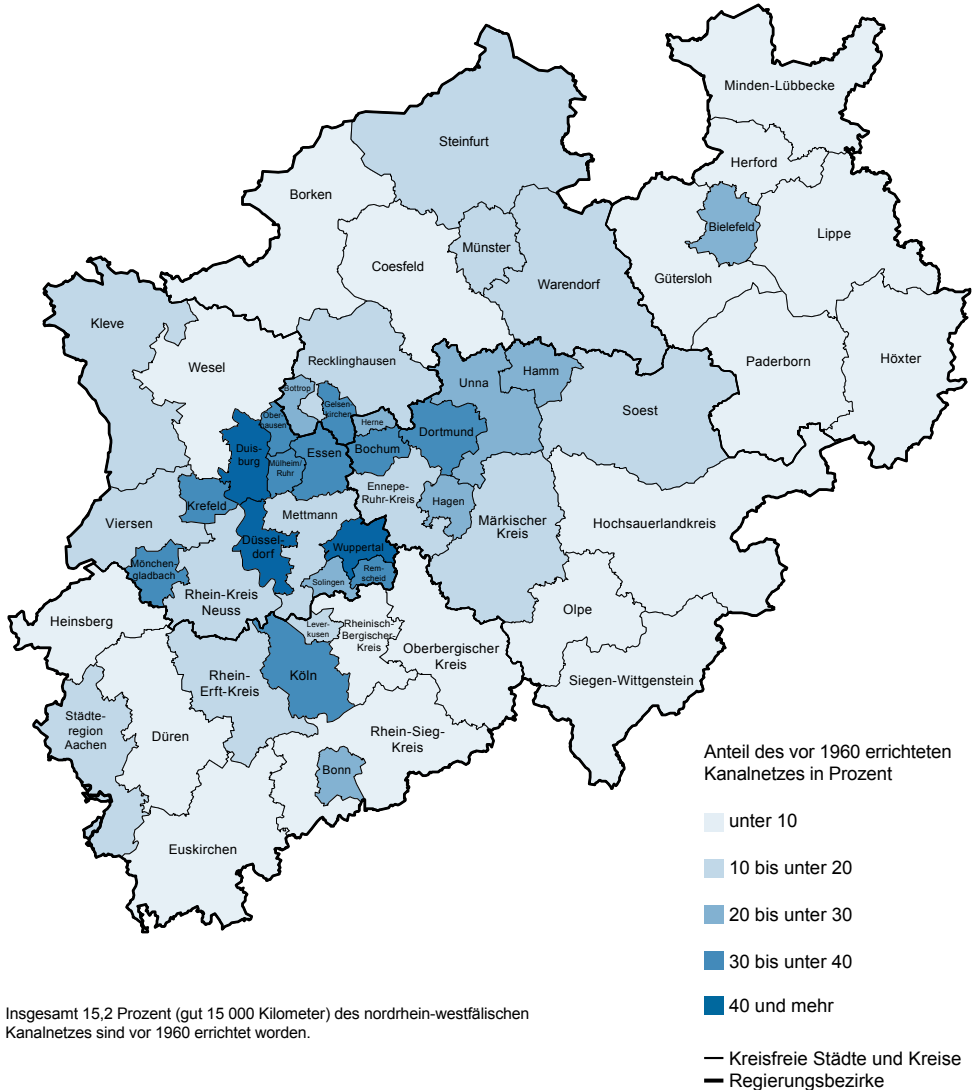 Minden-Lübbecke
Steinfurt
Herford
Borken
Bielefeld
Lippe
Münster
Coesfeld
Gütersloh
Warendorf
Kleve
Recklinghausen
Paderborn
Höxter
Wesel
Hamm
Unna
Bottrop
Soest
Gelsen-
kirchen
Ober-
hausen
Herne
Dortmund
Duis-
burg
Essen
Bochum
Mülheim/
Ruhr
Ennepe-
Ruhr-Kreis
Hagen
Krefeld
Mettmann
Viersen
Märkischer
Kreis
Hochsauerlandkreis
Düssel-
dorf
Wuppertal
Mönchen-
gladbach
Rem-
scheid
Solingen
Rhein-Kreis
Neuss
Olpe
Heinsberg
Lever-
kusen
Rheinisch-
Bergischer-
Kreis
Oberbergischer
Kreis
Rhein-
Erft-Kreis
Köln
Siegen-Wittgenstein
Städte-
region
Aachen
Düren
Rhein-Sieg-
Kreis
Bonn
Euskirchen
Anteil des vor 1960 errichteten
Kanalnetzes in Prozent
unter 10
10 bis unter 20
20 bis unter 30
30 bis unter 40
40 und mehr
Insgesamt 15,2 Prozent (gut 15 000 Kilometer) des nordrhein-westfälischen
Kanalnetzes sind vor 1960 errichtet worden.
Kreisfreie Städte und Kreise
Regierungsbezirke